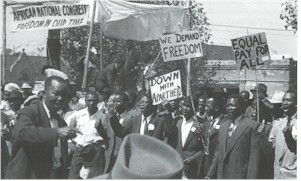 AFRICAN NATIONAL CONGRESS
FREEDOM IN OUR TIME
WE DEMAND
FREEDOM
EQUAL
PAY FOR
ALL
DOWN
WITH
APARTHEID